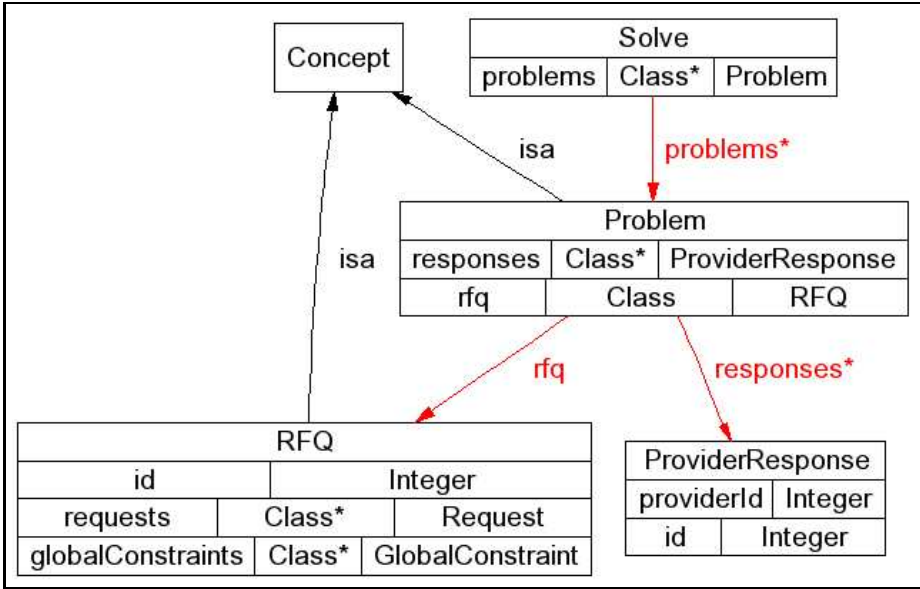 Solve
Concept
problems Class* Problem
isa
problems*
Problem
responses Class* ProviderResponse
isa
rfq Class RFQ
rfq
responses*
RFQ
ProviderResponse
id Integer
providerId Integer
requests Class* Request
id Integer
globalConstraints Class* GlobalConstraint